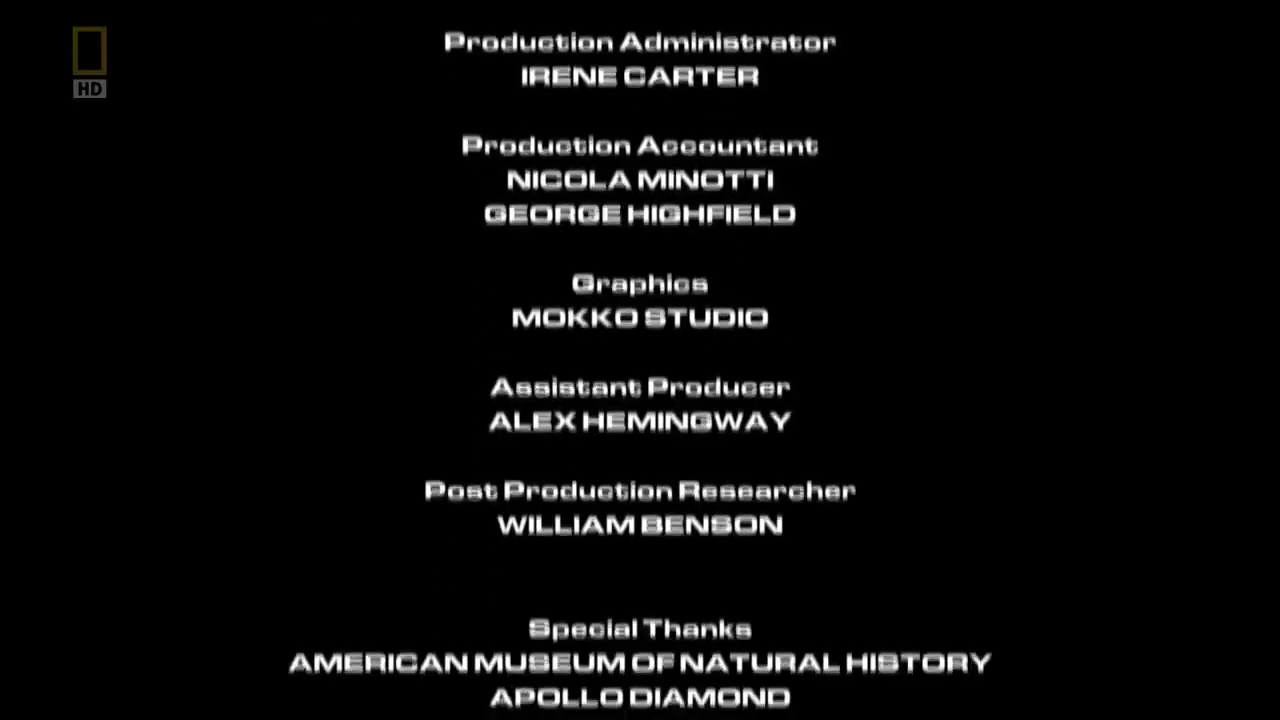 HD
Production Administrator
IRENE CARTER
Production Accountant
NICOLA MINOTTI
GEORGE HIGHFIELD
Graphics
MOKKO STUDIO
Assistant Producer
ALEX HEMINGWAY
Post Production Researcher
WILLIAM BENSON
Special Thanks
AMERICAN MUSEUM OF NATURAL HISTORY
APOLLO DIAMOND